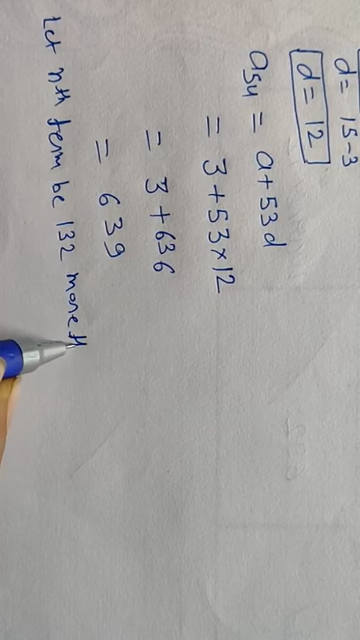 d = 15-3
d = 12
a54 = a + 53d
= 3 + 53 × 12
= 3 + 636
= 639
Let nth term be 132 more th